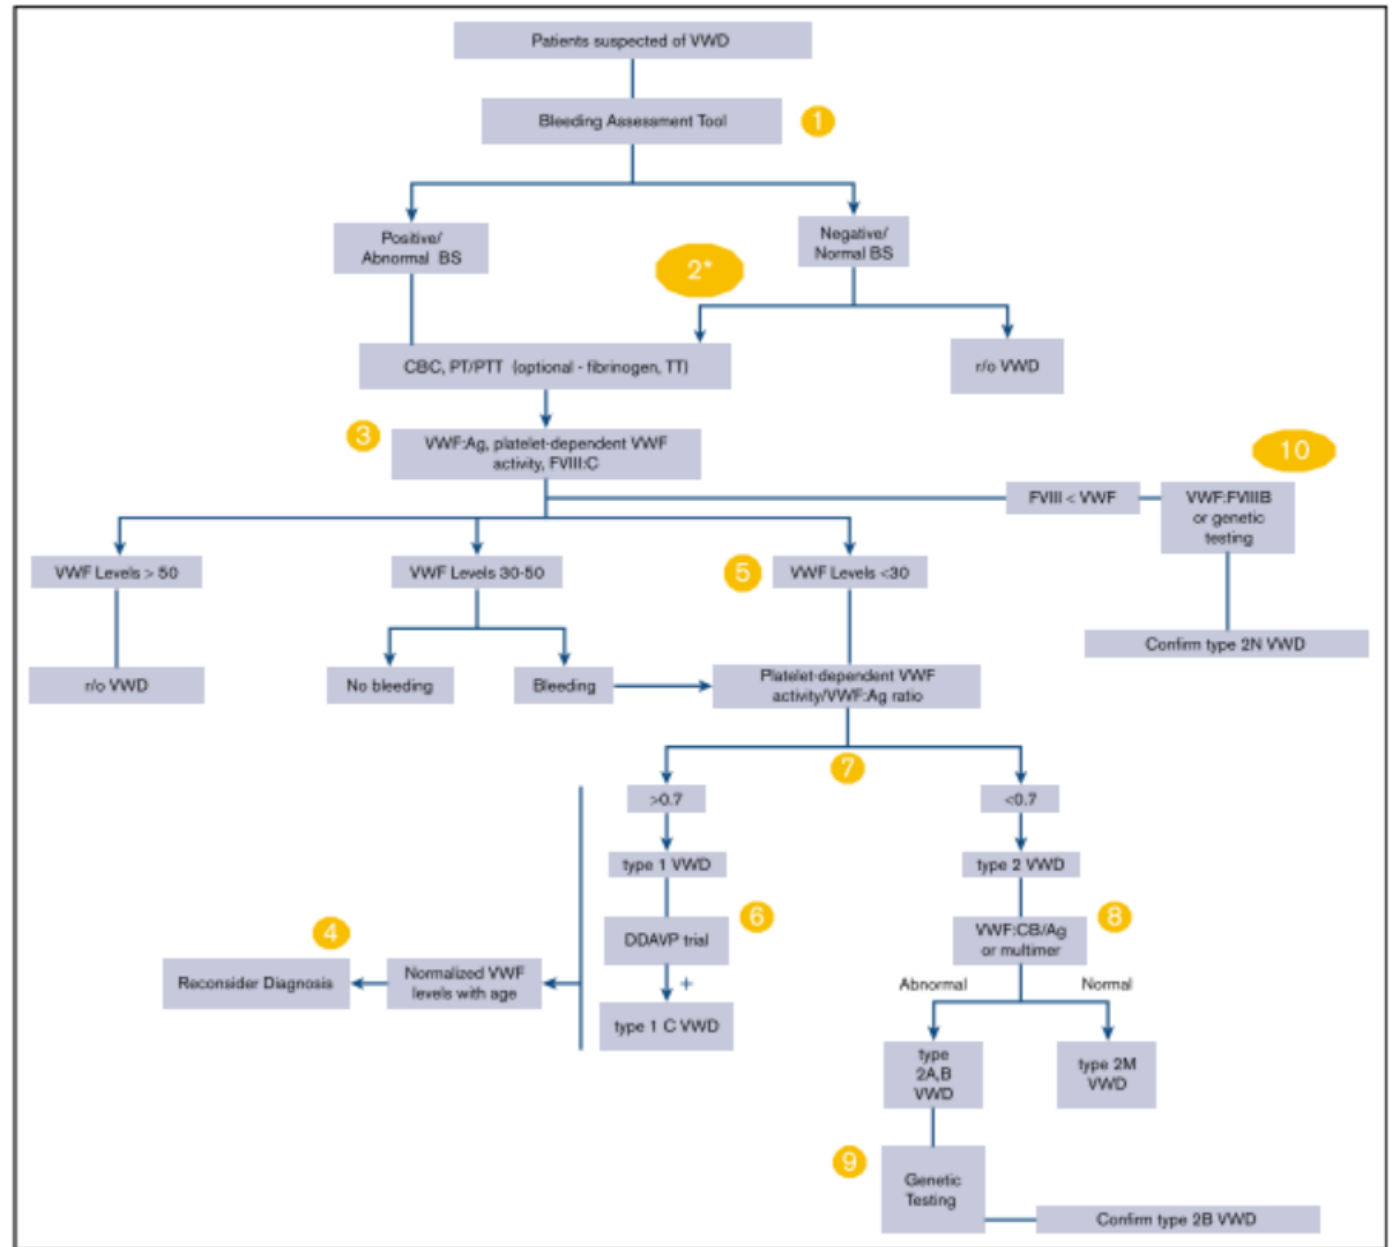 Patients suspected of VWD
Bleeding Assessment Tool
1
Positive/
Abnormal BS
Negative/
Normal BS
2*
CBC, PT/PTT (optional - fibrinogen, TT)
r/o VWD
3
VWF:Ag, platelet-dependent VWF
activity, FVIII:C
10
FVIII < VWF
VWF:FVIIIB
or genetic
testing
VWF Levels > 50
VWF Levels 30-50
5
VWF Levels <30
Confirm type 2N VWD
r/o VWD
No bleeding
Bleeding
Platelet-dependent VWF
activity/VWF:Ag ratio
7
>0.7
<0.7
type 1 VWD
type 2 VWD
4
6
8
DDAVP trial
VWF:CB/Ag
or multimer
Reconsider Diagnosis
Normalized VWF
levels with age
+
Abnormal
Normal
type 1 C VWD
type
2A,B
VWD
type 2M
VWD
9
Genetic
Testing
Confirm type 2B VWD